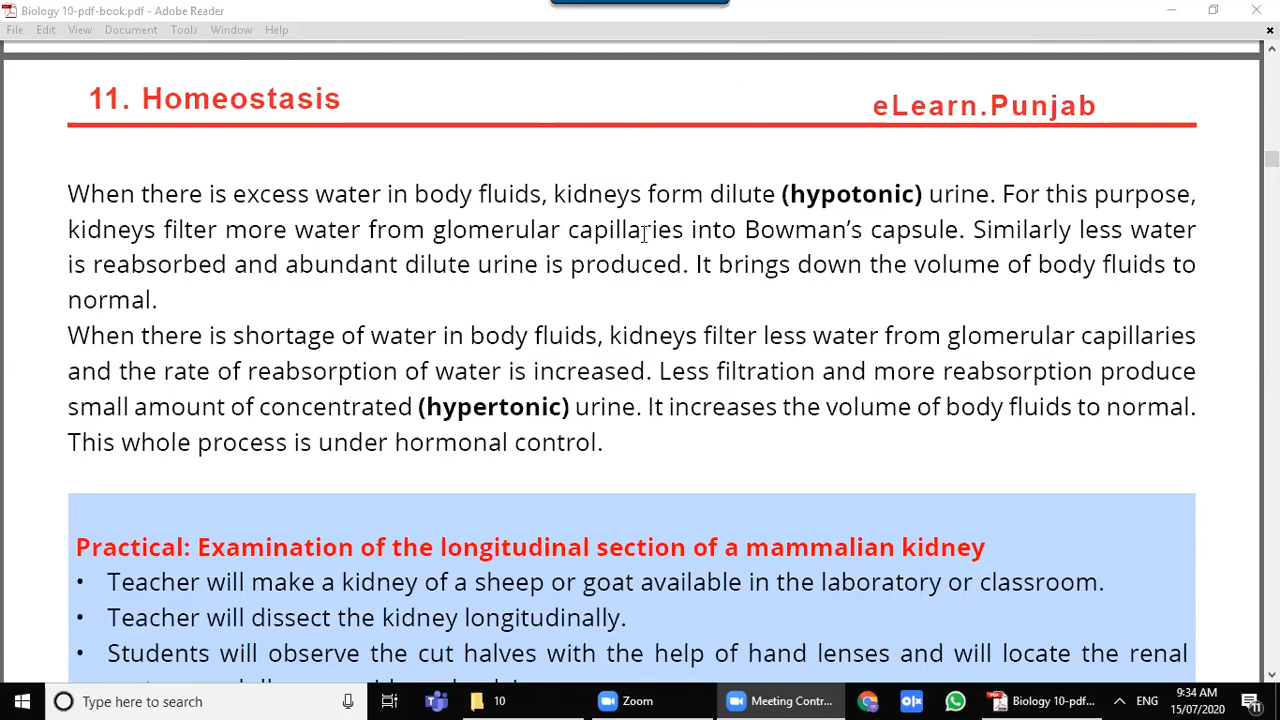 Biology 10-pdf-book.pdf - Adobe Reader
File Edit View Document Tools Window Help
11. Homeostasis
eLearn.Punjab
When there is excess water in body fluids, kidneys form dilute (hypotonic) urine. For this purpose,
kidneys filter more water from glomerular capillaries into Bowman’s capsule. Similarly less water
is reabsorbed and abundant dilute urine is produced. It brings down the volume of body fluids to
normal.
When there is shortage of water in body fluids, kidneys filter less water from glomerular capillaries
and the rate of reabsorption of water is increased. Less filtration and more reabsorption produce
small amount of concentrated (hypertonic) urine. It increases the volume of body fluids to normal.
This whole process is under hormonal control.
Practical: Examination of the longitudinal section of a mammalian kidney
• Teacher will make a kidney of a sheep or goat available in the laboratory or classroom.
• Teacher will dissect the kidney longitudinally.
• Students will observe the cut halves with the help of hand lenses and will locate the renal
Type here to search
10
Zoom
Meeting Contr...
Biology 10-pdf-...
ENG
9:34 AM
15/07/2020
11